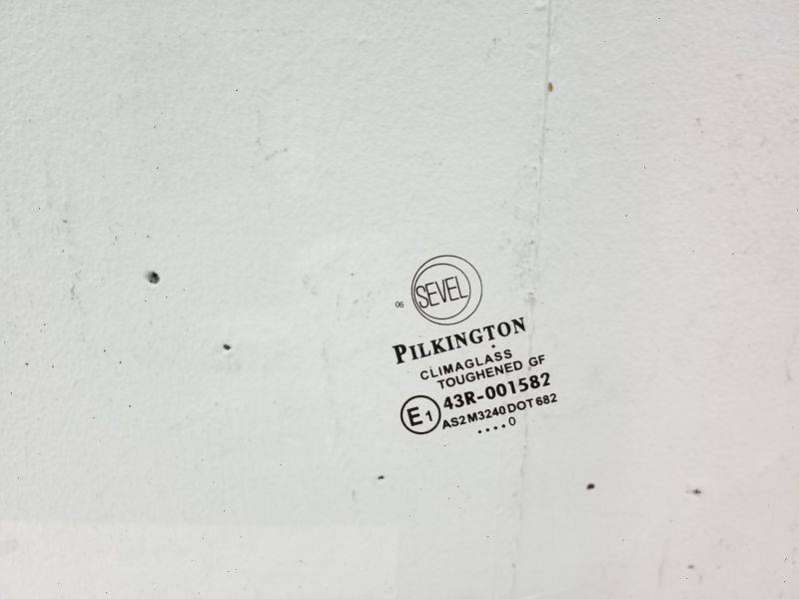 SEVEL
06
PILKINGTON
CLIMAGLASS
TOUGHENED GF
E1 43R-001582
AS2 M3240 DOT 682
....0